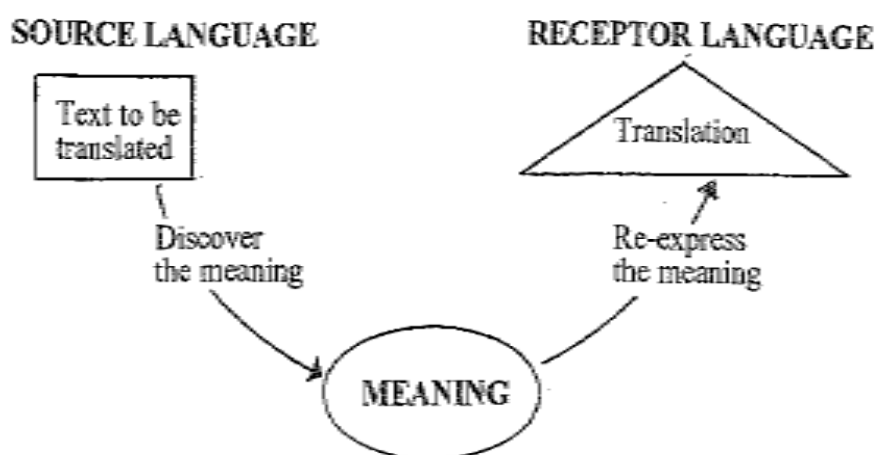 SOURCE LANGUAGE
RECEPTOR LANGUAGE
Text to be
translated
Translation
Discover
the meaning
Re-express
the meaning
MEANING